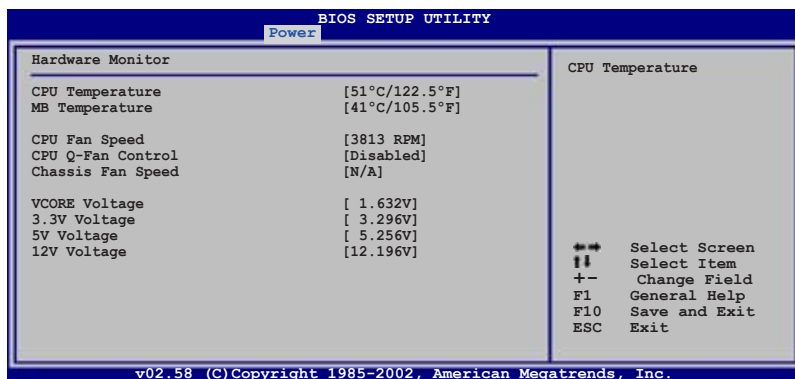 BIOS SETUP UTILITY
Power
Hardware Monitor
CPU Temperature [51°C/122.5°F]
MB Temperature [41°C/105.5°F]
CPU Fan Speed [3813 RPM]
CPU Q-Fan Control [Disabled]
Chassis Fan Speed [N/A]
VCORE Voltage [ 1.632V]
3.3V Voltage [ 3.296V]
5V Voltage [ 5.256V]
12V Voltage [12.196V]
CPU Temperature
←→ Select Screen
↑↓ Select Item
+- Change Field
F1 General Help
F10 Save and Exit
ESC Exit
v02.58 (C)Copyright 1985-2002, American Megatrends, Inc.